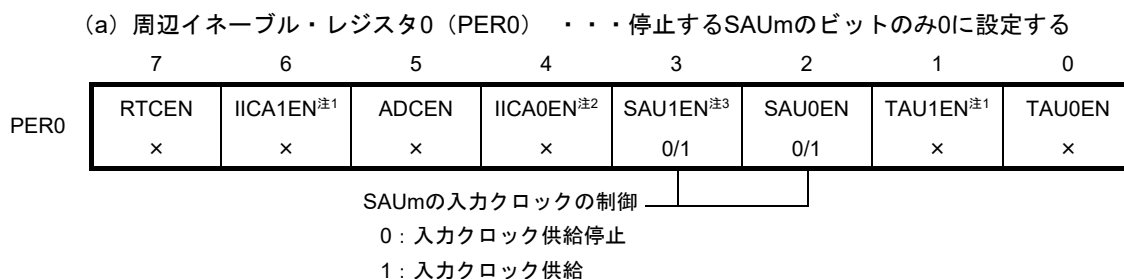 (a) 周辺イネーブル・レジスタ0(PER0) ・・・停止するSAUmのビットのみ0に設定する
7 6 5 4 3 2 1 0
PER0 RTCEN IICA1EN注1 ADCEN IICA0EN注2 SAU1EN注3 SAU0EN TAU1EN注1 TAU0EN
× × × × 0/1 0/1 × ×
SAUmの入力クロックの制御
0:入力クロック供給停止
1:入力クロック供給